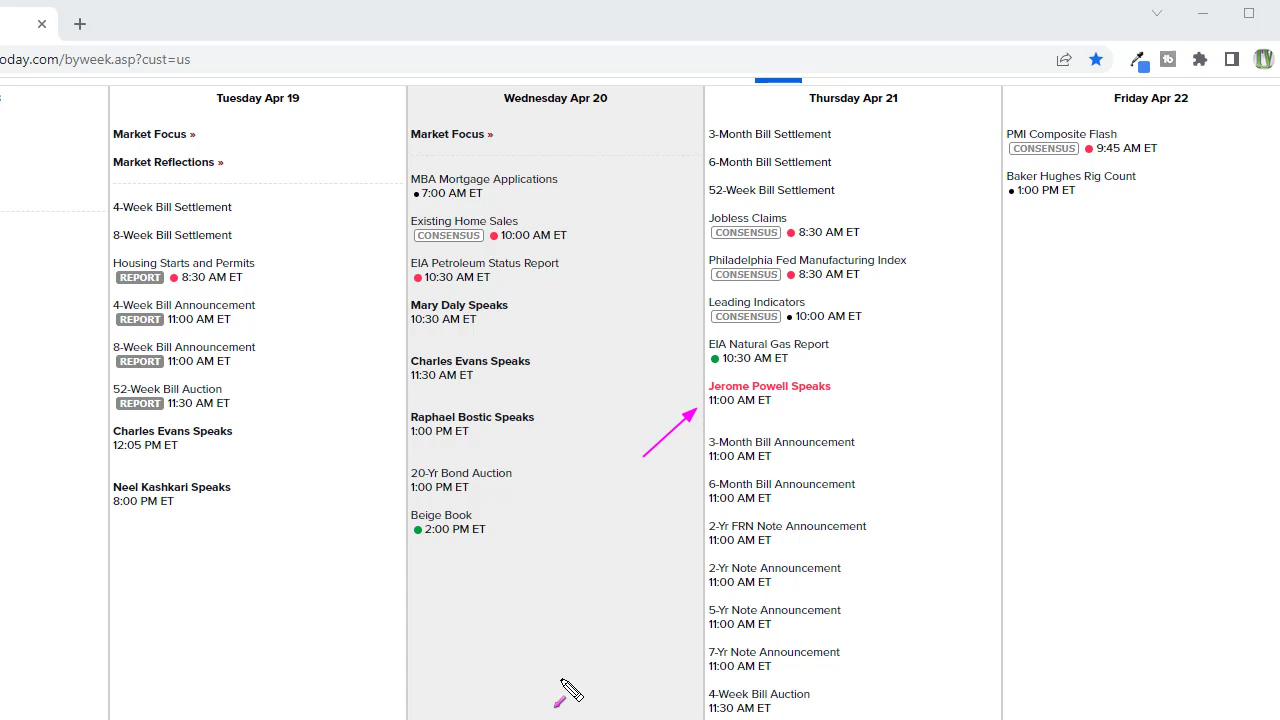 oday.com/byweek.asp?cust=us
Tuesday Apr 19
Market Focus »
Market Reflections »
4-Week Bill Settlement
8-Week Bill Settlement
Housing Starts and Permits
REPORT 8:30 AM ET
4-Week Bill Announcement
REPORT 11:00 AM ET
8-Week Bill Announcement
REPORT 11:00 AM ET
52-Week Bill Auction
REPORT 11:30 AM ET
Charles Evans Speaks
12:05 PM ET
Neel Kashkari Speaks
8:00 PM ET
Wednesday Apr 20
Market Focus »
MBA Mortgage Applications
7:00 AM ET
Existing Home Sales
CONSENSUS 10:00 AM ET
EIA Petroleum Status Report
10:30 AM ET
Mary Daly Speaks
10:30 AM ET
Charles Evans Speaks
11:30 AM ET
Raphael Bostic Speaks
1:00 PM ET
20-Yr Bond Auction
1:00 PM ET
Beige Book
2:00 PM ET
Thursday Apr 21
3-Month Bill Settlement
6-Month Bill Settlement
52-Week Bill Settlement
Jobless Claims
CONSENSUS 8:30 AM ET
Philadelphia Fed Manufacturing Index
CONSENSUS 8:30 AM ET
Leading Indicators
CONSENSUS 10:00 AM ET
EIA Natural Gas Report
10:30 AM ET
Jerome Powell Speaks
11:00 AM ET
3-Month Bill Announcement
11:00 AM ET
6-Month Bill Announcement
11:00 AM ET
2-Yr FRN Note Announcement
11:00 AM ET
2-Yr Note Announcement
11:00 AM ET
5-Yr Note Announcement
11:00 AM ET
7-Yr Note Announcement
11:00 AM ET
4-Week Bill Auction
11:30 AM ET
Friday Apr 22
PMI Composite Flash
CONSENSUS 9:45 AM ET
Baker Hughes Rig Count
1:00 PM ET